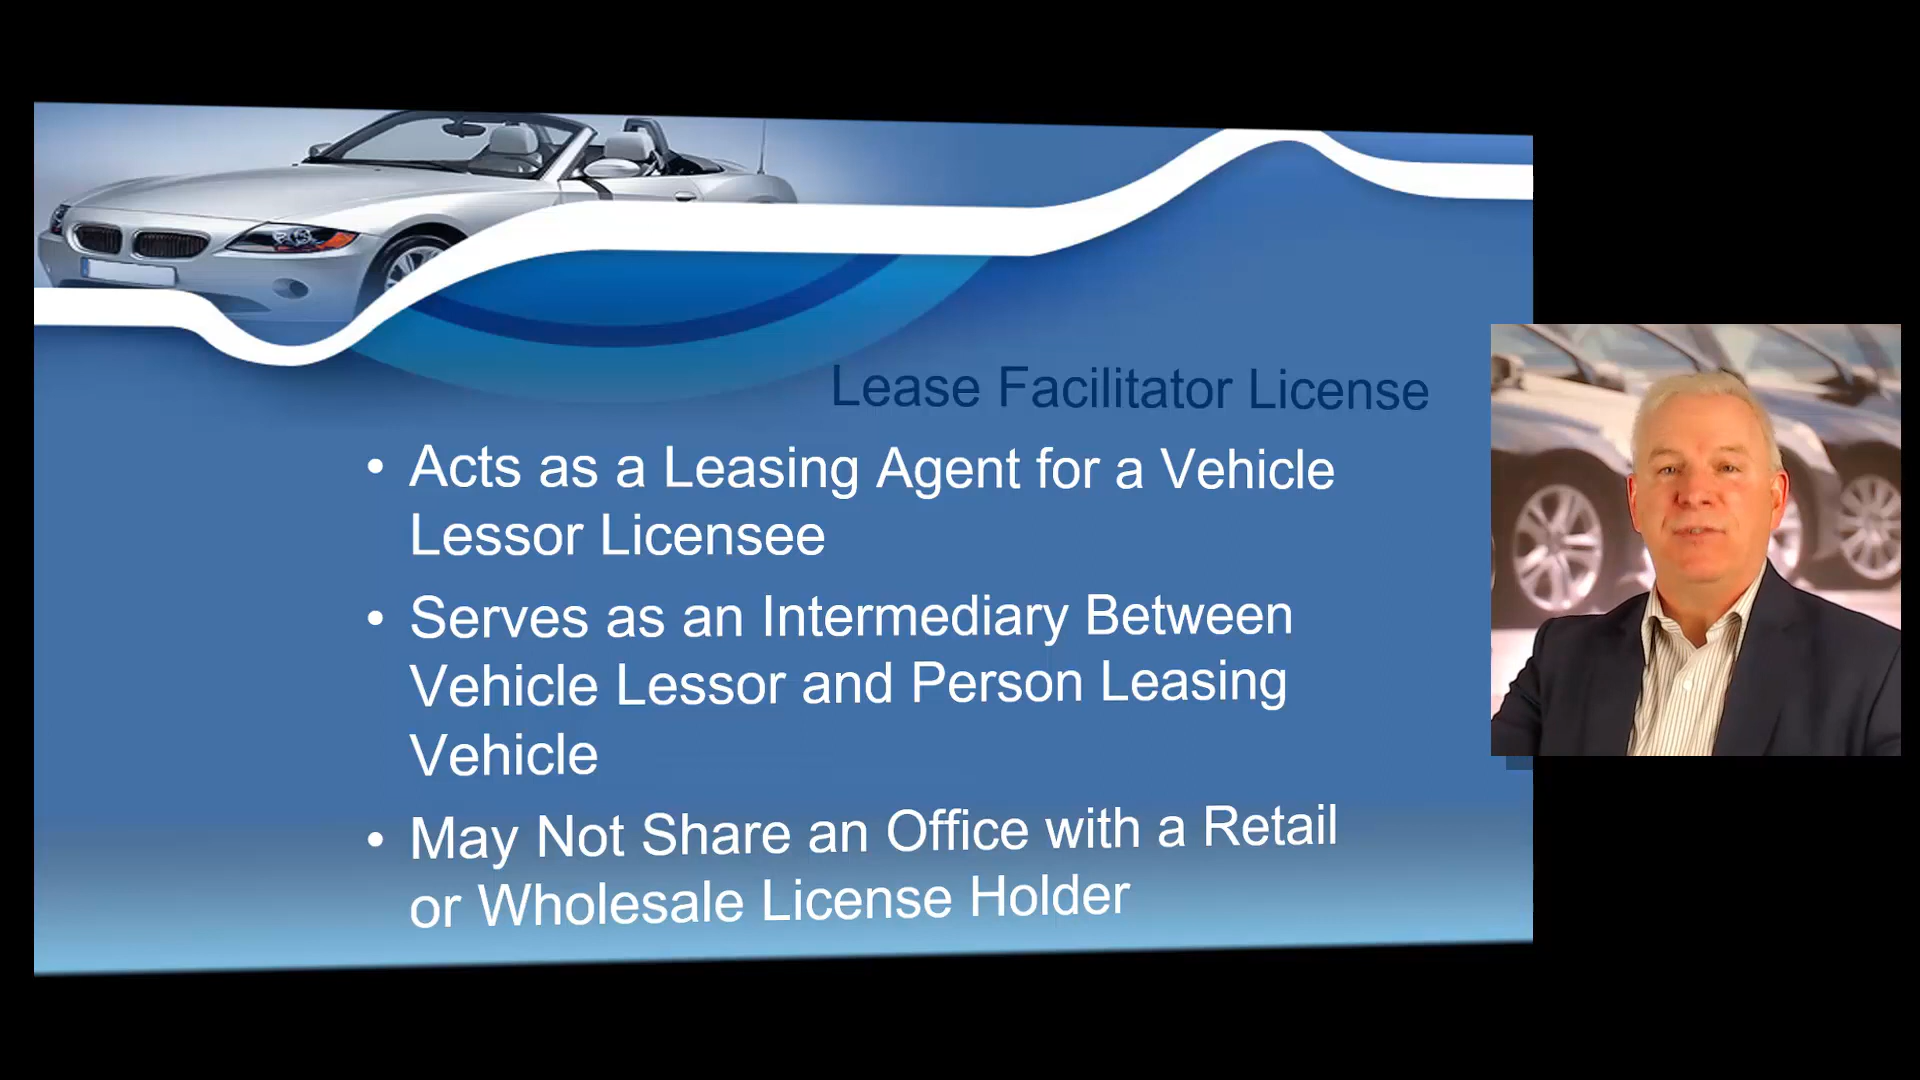 Lease Facilitator License
• Acts as a Leasing Agent for a Vehicle
Lessor Licensee
• Serves as an Intermediary Between
Vehicle Lessor and Person Leasing
Vehicle
• May Not Share an Office with a Retail
or Wholesale License Holder